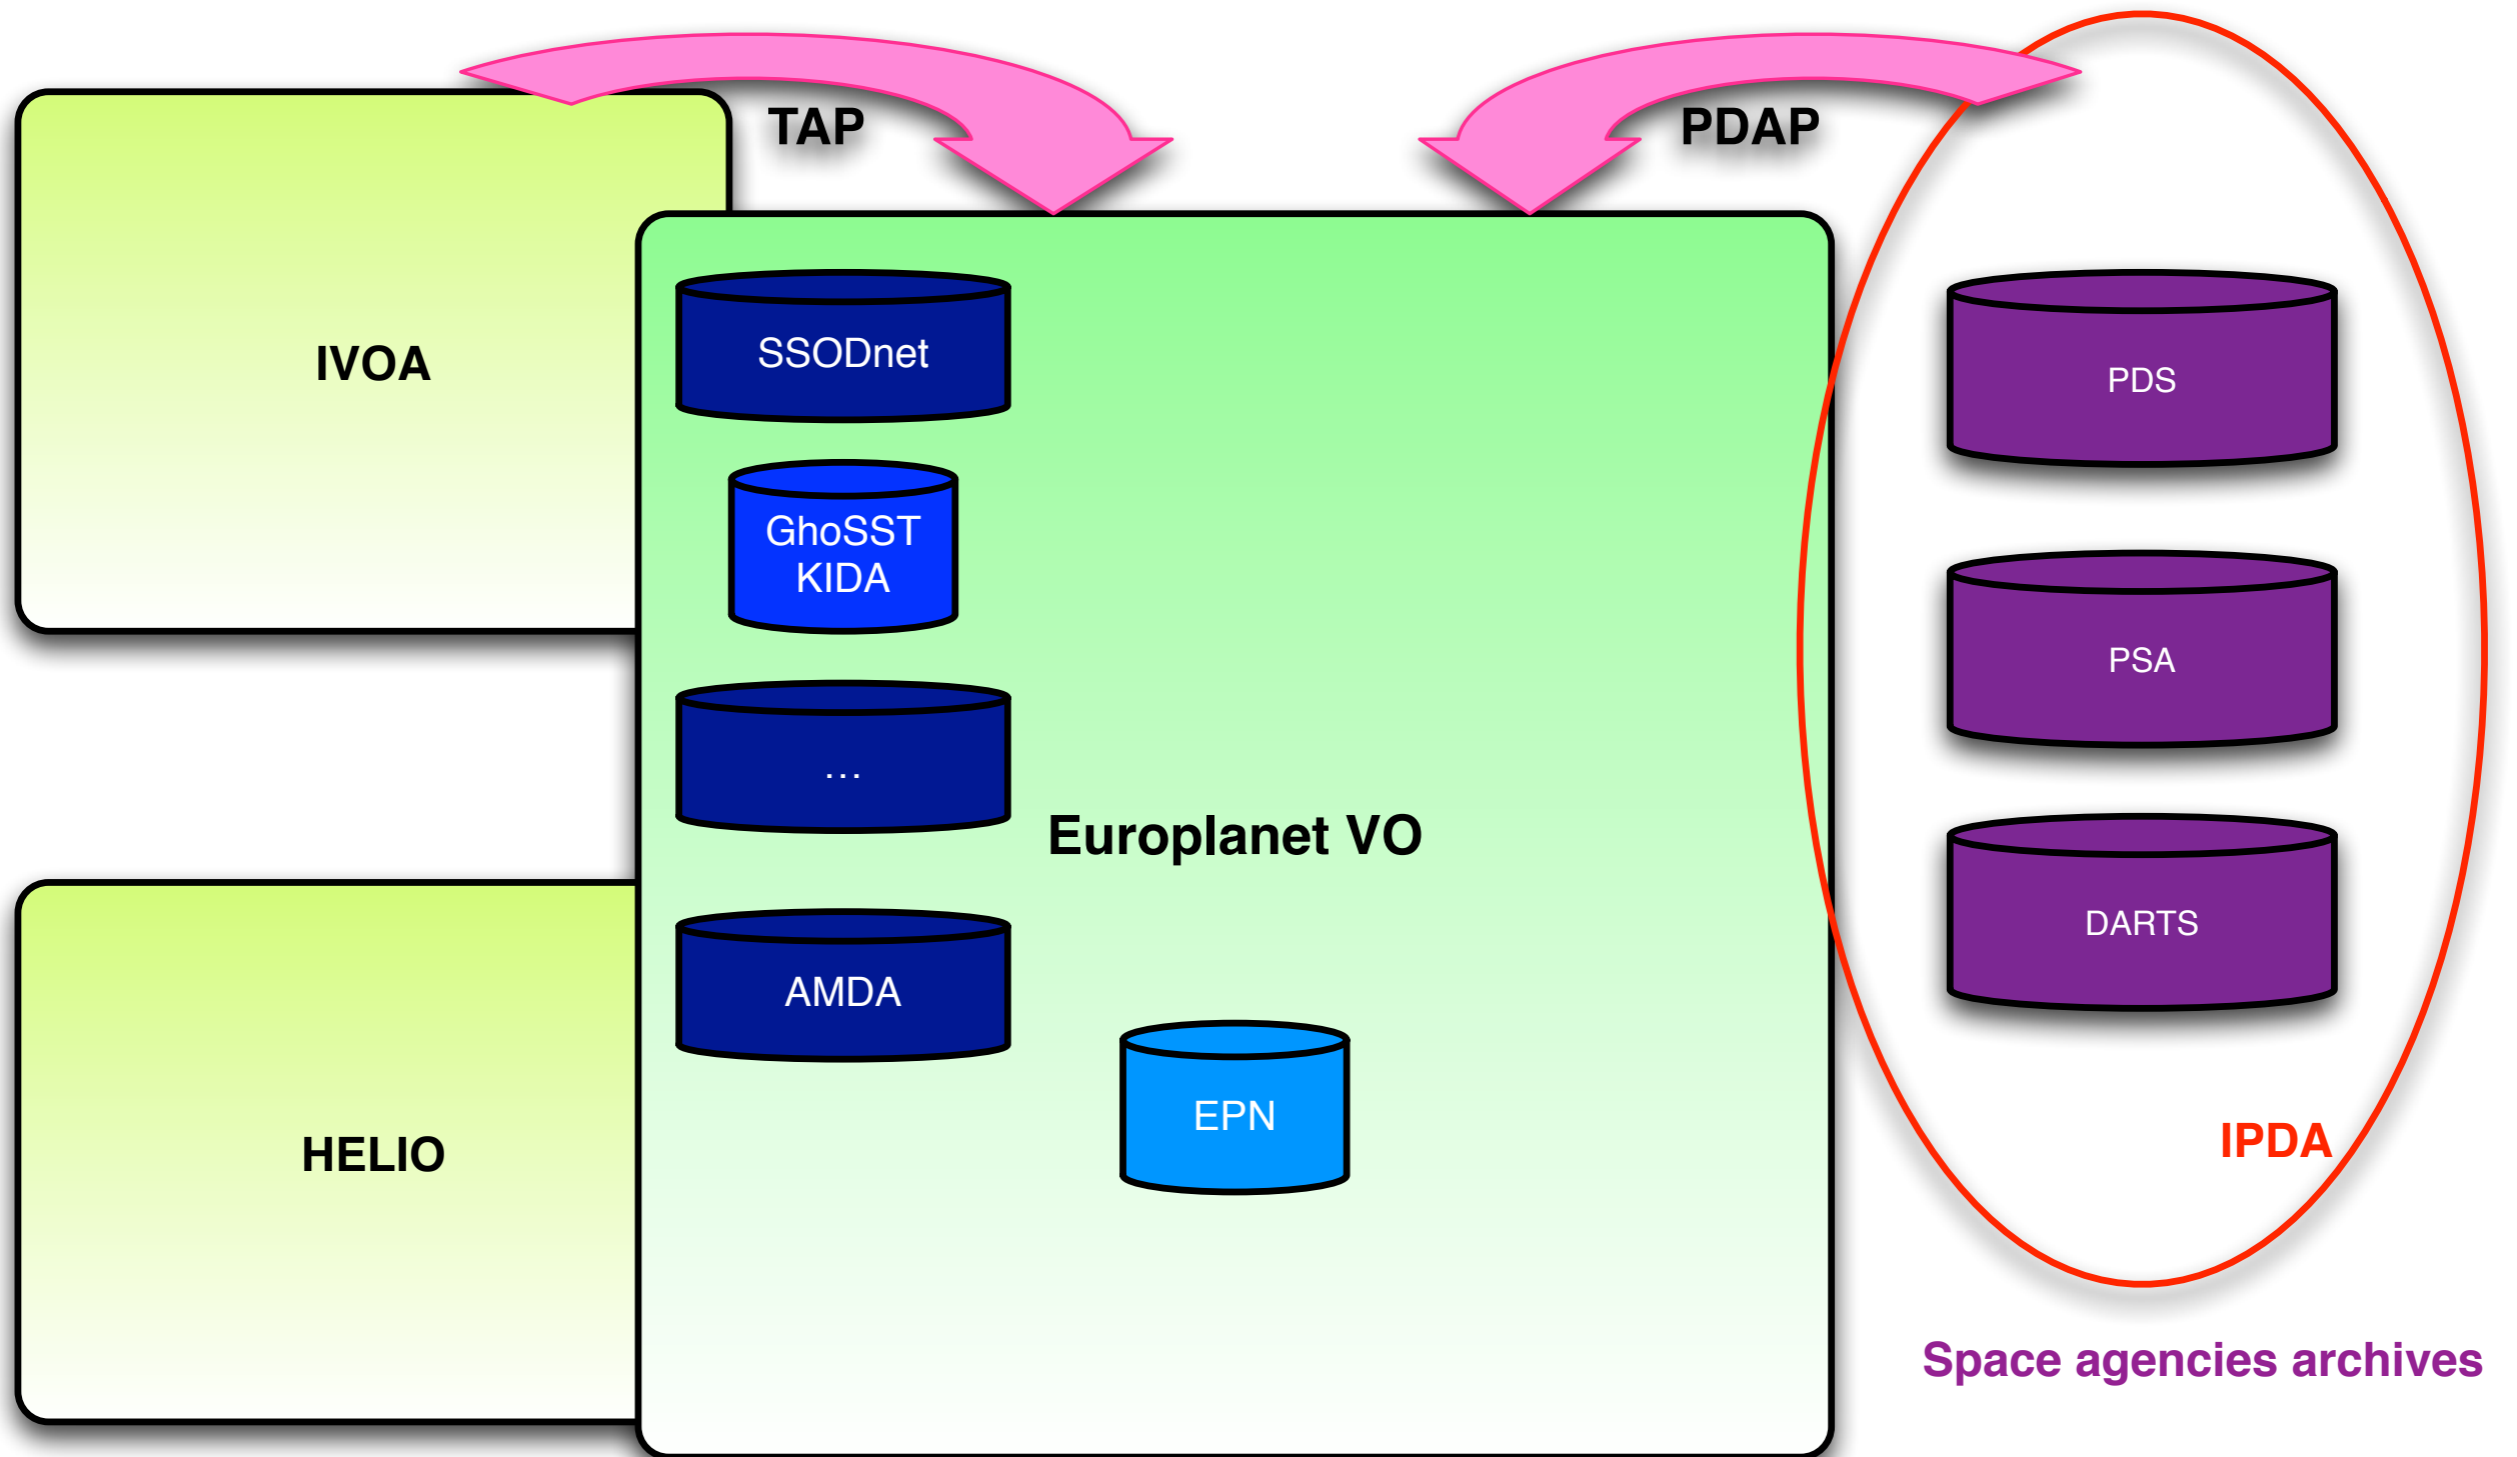 TAP
PDAP
IVOA
SSODnet
PDS
GhoSST
KIDA
PSA
...
Europlanet VO
DARTS
AMDA
EPN
HELIO
IPDA
Space agencies archives